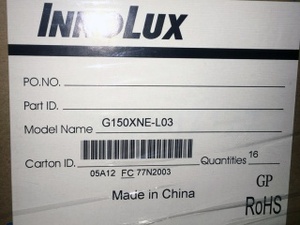 INNOLUX
PO.NO.
Part ID.
Model Name G150XNE-L03
Carton ID. Quantities 16
05A12 FC 77N2003
Made in China
GP
RoHS